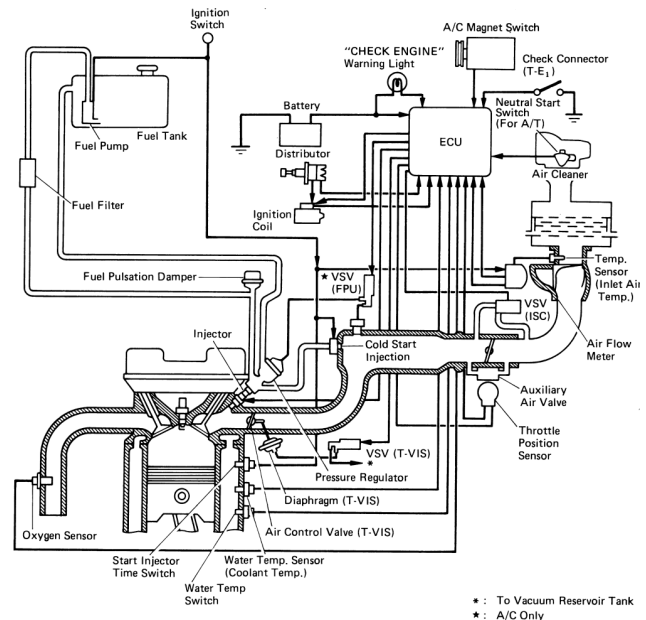 Ignition
Switch
A/C Magnet Switch
"CHECK ENGINE"
Warning Light
Check Connector
(T-E₁)
Neutral Start
Switch
(For A/T)
Battery
ECU
Fuel Tank
Fuel Pump
Distributor
Air Cleaner
Fuel Filter
Ignition
Coil
★ VSV
(FPU)
Temp.
Sensor
(Inlet Air
Temp.)
Fuel Pulsation Damper
VSV
(ISC)
Injector
Cold Start
Injection
Air Flow
Meter
Auxiliary
Air Valve
Throttle
Position
Sensor
VSV (T-VIS)
*
Pressure Regulator
Diaphragm (T-VIS)
Oxygen Sensor
Air Control Valve (T-VIS)
Start Injector
Time Switch
Water Temp. Sensor
(Coolant Temp.)
Water Temp
Switch
* : To Vacuum Reservoir Tank
★ : A/C Only